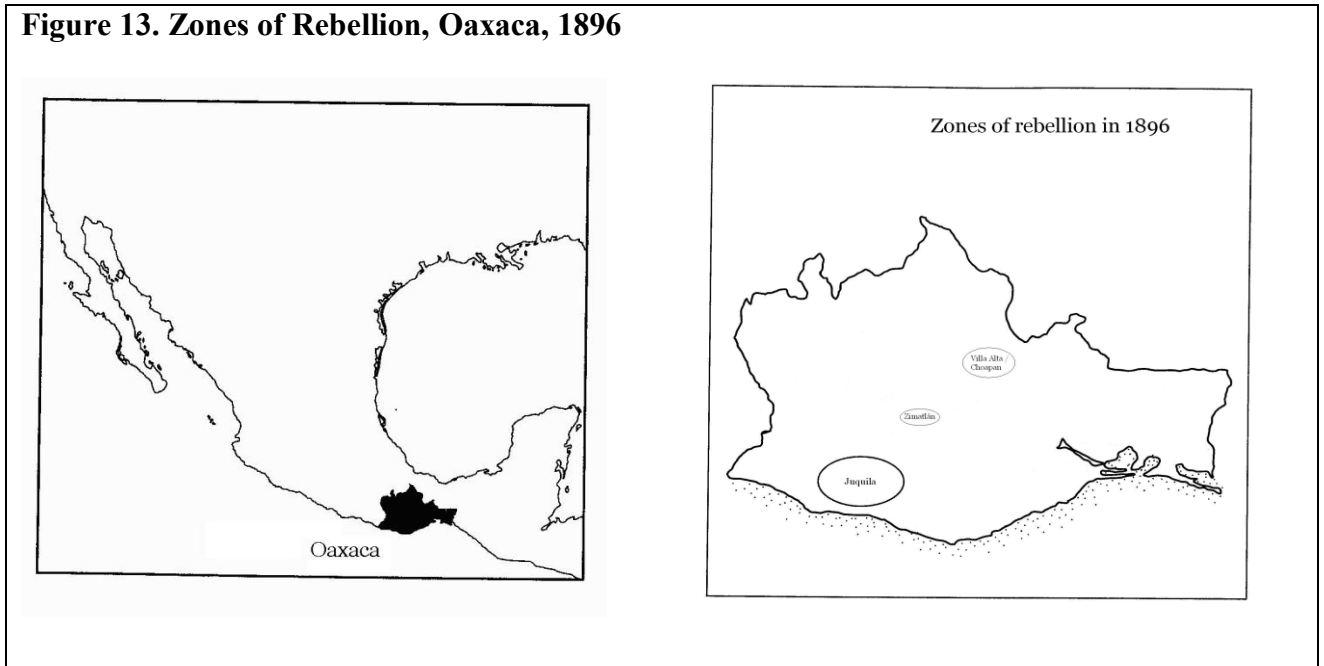 Figure 13. Zones of Rebellion, Oaxaca, 1896
Oaxaca
Zones of rebellion in 1896
Villa Alta /
Choapan
Zimatlán
Juquila